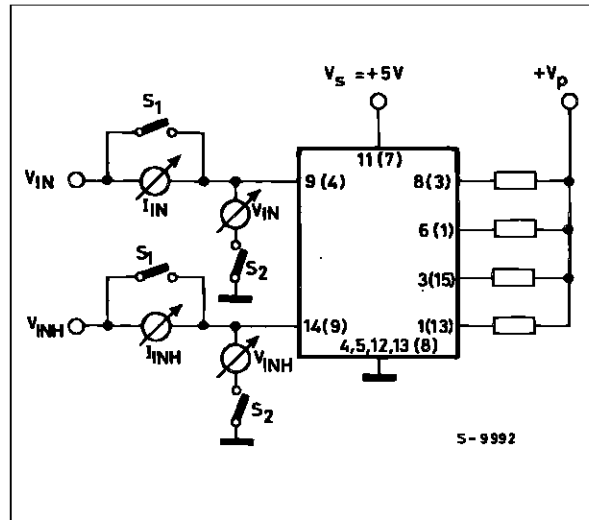 Vs = +5V
+Vp
S1
11 (7)
VIN
9 (4)
8 (3)
IIN
VIN
6 (1)
S2
S1
3 (15)
VINH
14 (9)
1 (13)
IINH
VINH
4,5,12,13 (8)
S2
S-9992